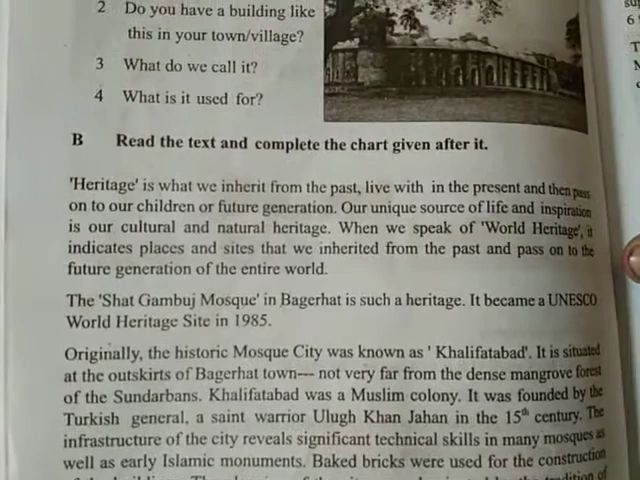 2 Do you have a building like
this in your town/village?
3 What do we call it?
4 What is it used for?
B Read the text and complete the chart given after it.
'Heritage' is what we inherit from the past, live with in the present and then pass
on to our children or future generation. Our unique source of life and inspiration
is our cultural and natural heritage. When we speak of 'World Heritage', it
indicates places and sites that we inherited from the past and pass on to the
future generation of the entire world.
The 'Shat Gambuj Mosque' in Bagerhat is such a heritage. It became a UNESCO
World Heritage Site in 1985.
Originally, the historic Mosque City was known as ' Khalifatabad'. It is situated
at the outskirts of Bagerhat town--- not very far from the dense mangrove forest
of the Sundarbans. Khalifatabad was a Muslim colony. It was founded by the
Turkish general, a saint warrior Ulugh Khan Jahan in the 15th century. The
infrastructure of the city reveals significant technical skills in many mosques as
well as early Islamic monuments. Baked bricks were used for the construction